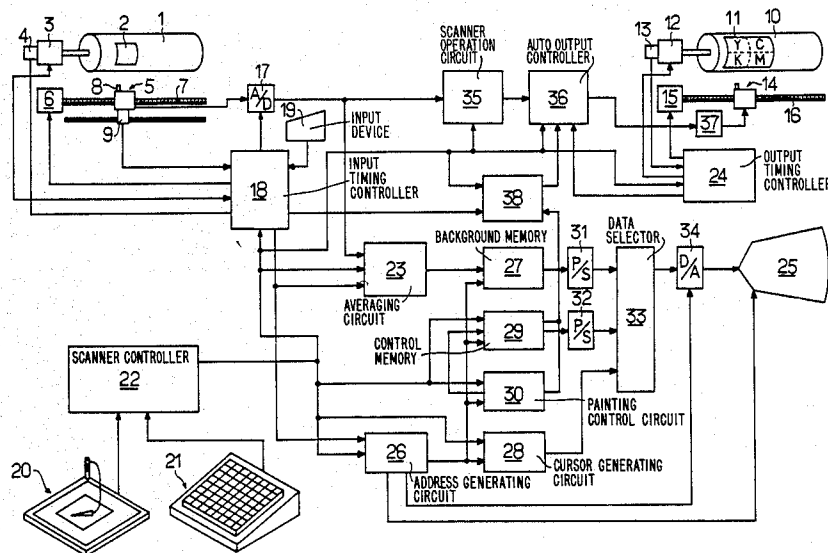 4
3
2
1
8
5
6
7
9
17
A/D
19
INPUT
DEVICE
INPUT
TIMING
CONTROLLER
18
SCANNER
OPERATION
CIRCUIT
35
AUTO OUTPUT
CONTROLLER
36
13
12
11
10
Y C
K M
14
15
16
37
24
OUTPUT
TIMING
CONTROLLER
38
23
AVERAGING
CIRCUIT
BACKGROUND MEMORY
27
31
P/S
DATA
SELECTOR
34
D/A
25
29
CONTROL
MEMORY
32
P/S
33
30
PAINTING
CONTROL CIRCUIT
SCANNER CONTROLLER
22
26
ADDRESS GENERATING
CIRCUIT
28
CURSOR GENERATING
CIRCUIT
20
21